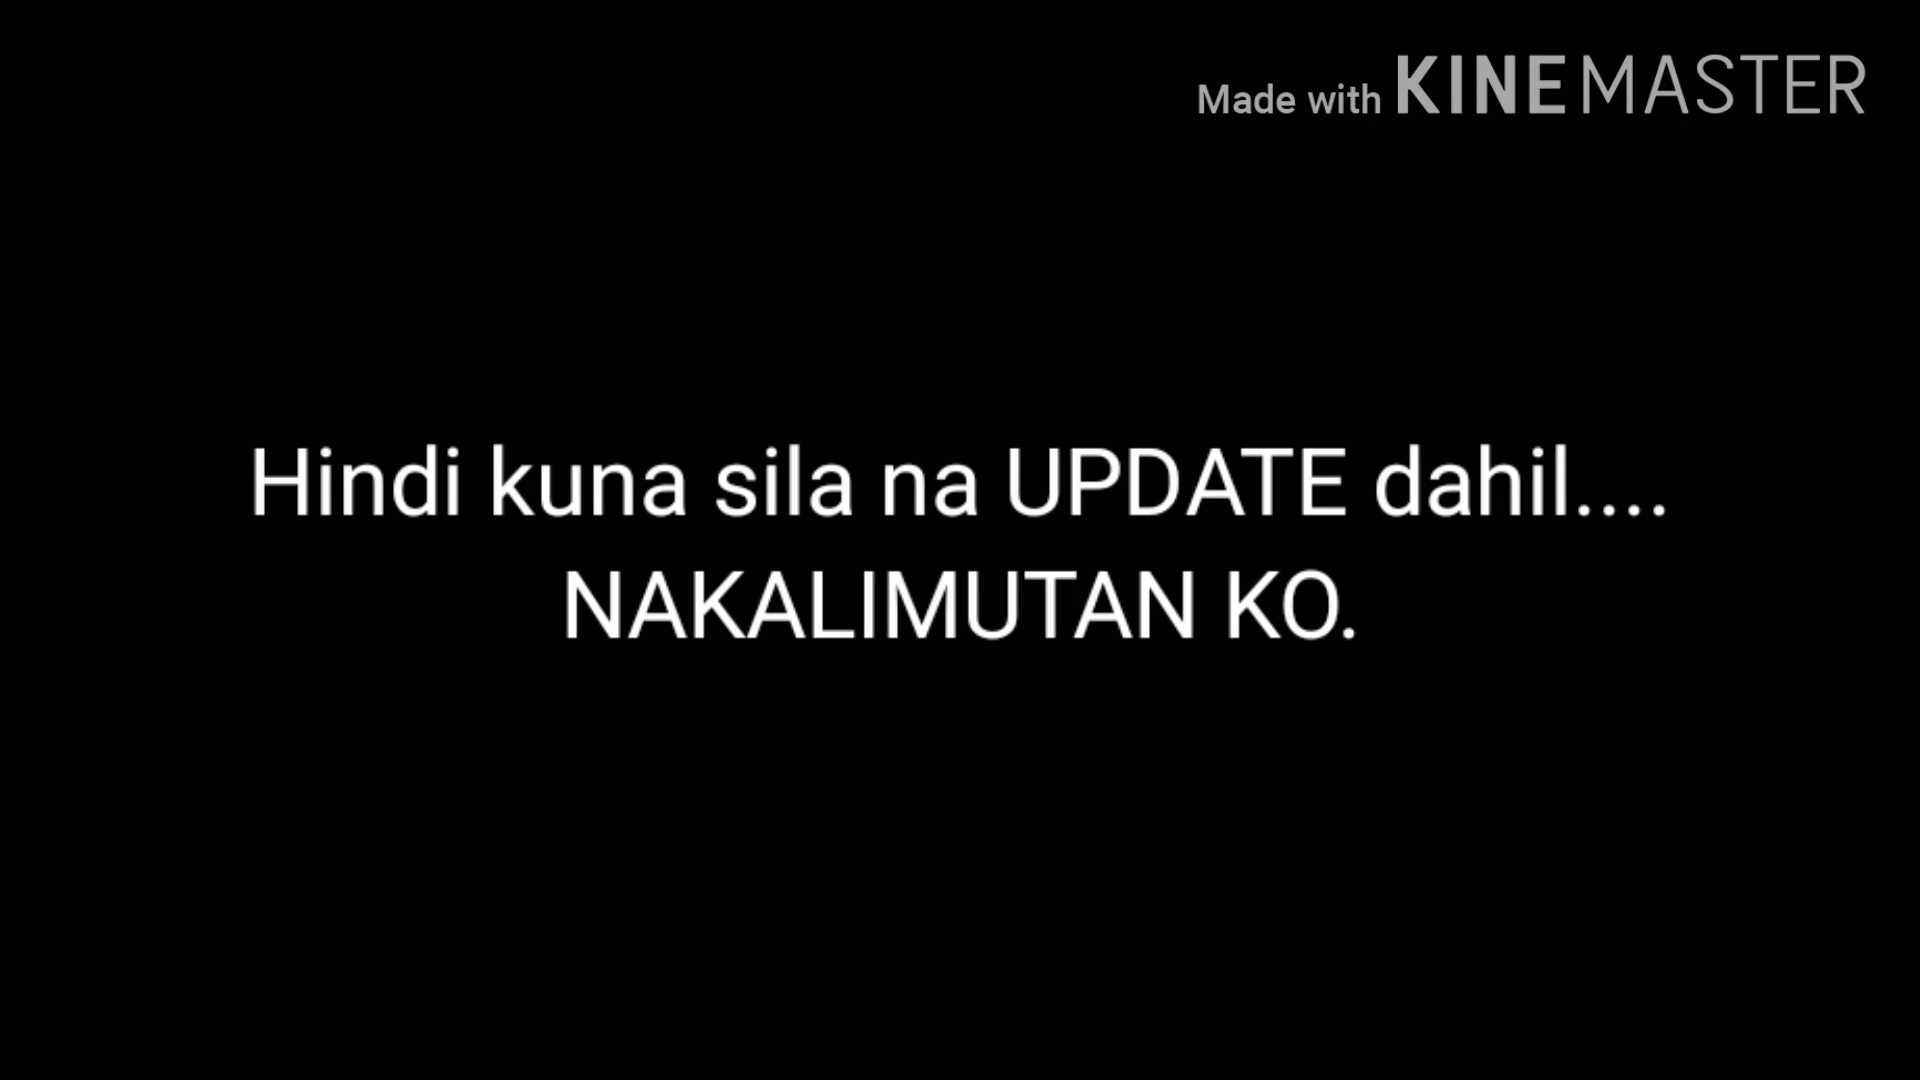 Made with KINEMASTER
Hindi kuna sila na UPDATE dahil....
NAKALIMUTAN KO.